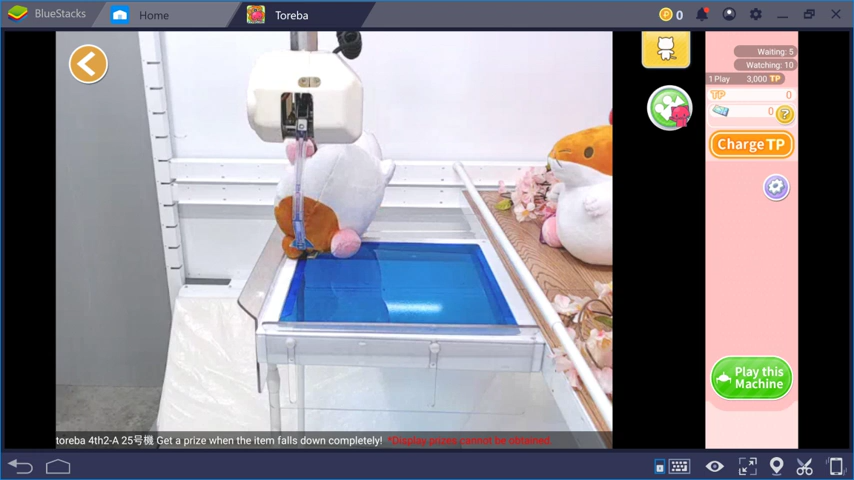 BlueStacks
Home
Toreba
0
Waiting: 5
Watching: 10
1 Play 3,000 TP
TP 0
0 ?
Charge TP
Play this
Machine
toreba 4th2-A 25号機 Get a prize when the item falls down completely! *Display prizes cannot be obtained.